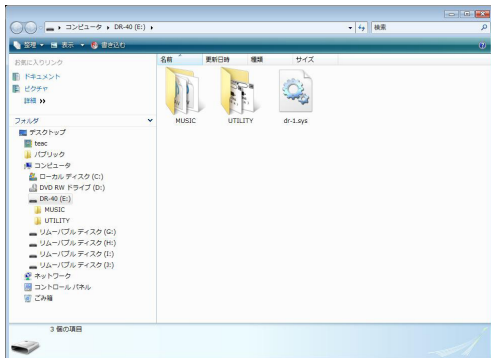 コンピュータ ▸ DR-40 (E:) ▸
検索
整理 表示 書き込む
お気に入りリンク
ドキュメント
ピクチャ
詳細 »
フォルダ
デスクトップ
teac
パブリック
コンピュータ
ローカル ディスク (C:)
DVD RW ドライブ (D:)
DR-40 (E:)
MUSIC
UTILITY
リムーバブル ディスク (G:)
リムーバブル ディスク (H:)
リムーバブル ディスク (I:)
リムーバブル ディスク (J:)
ネットワーク
コントロール パネル
ごみ箱
名前 更新日時 種類 サイズ
MUSIC UTILITY dr-1.sys
3 個の項目